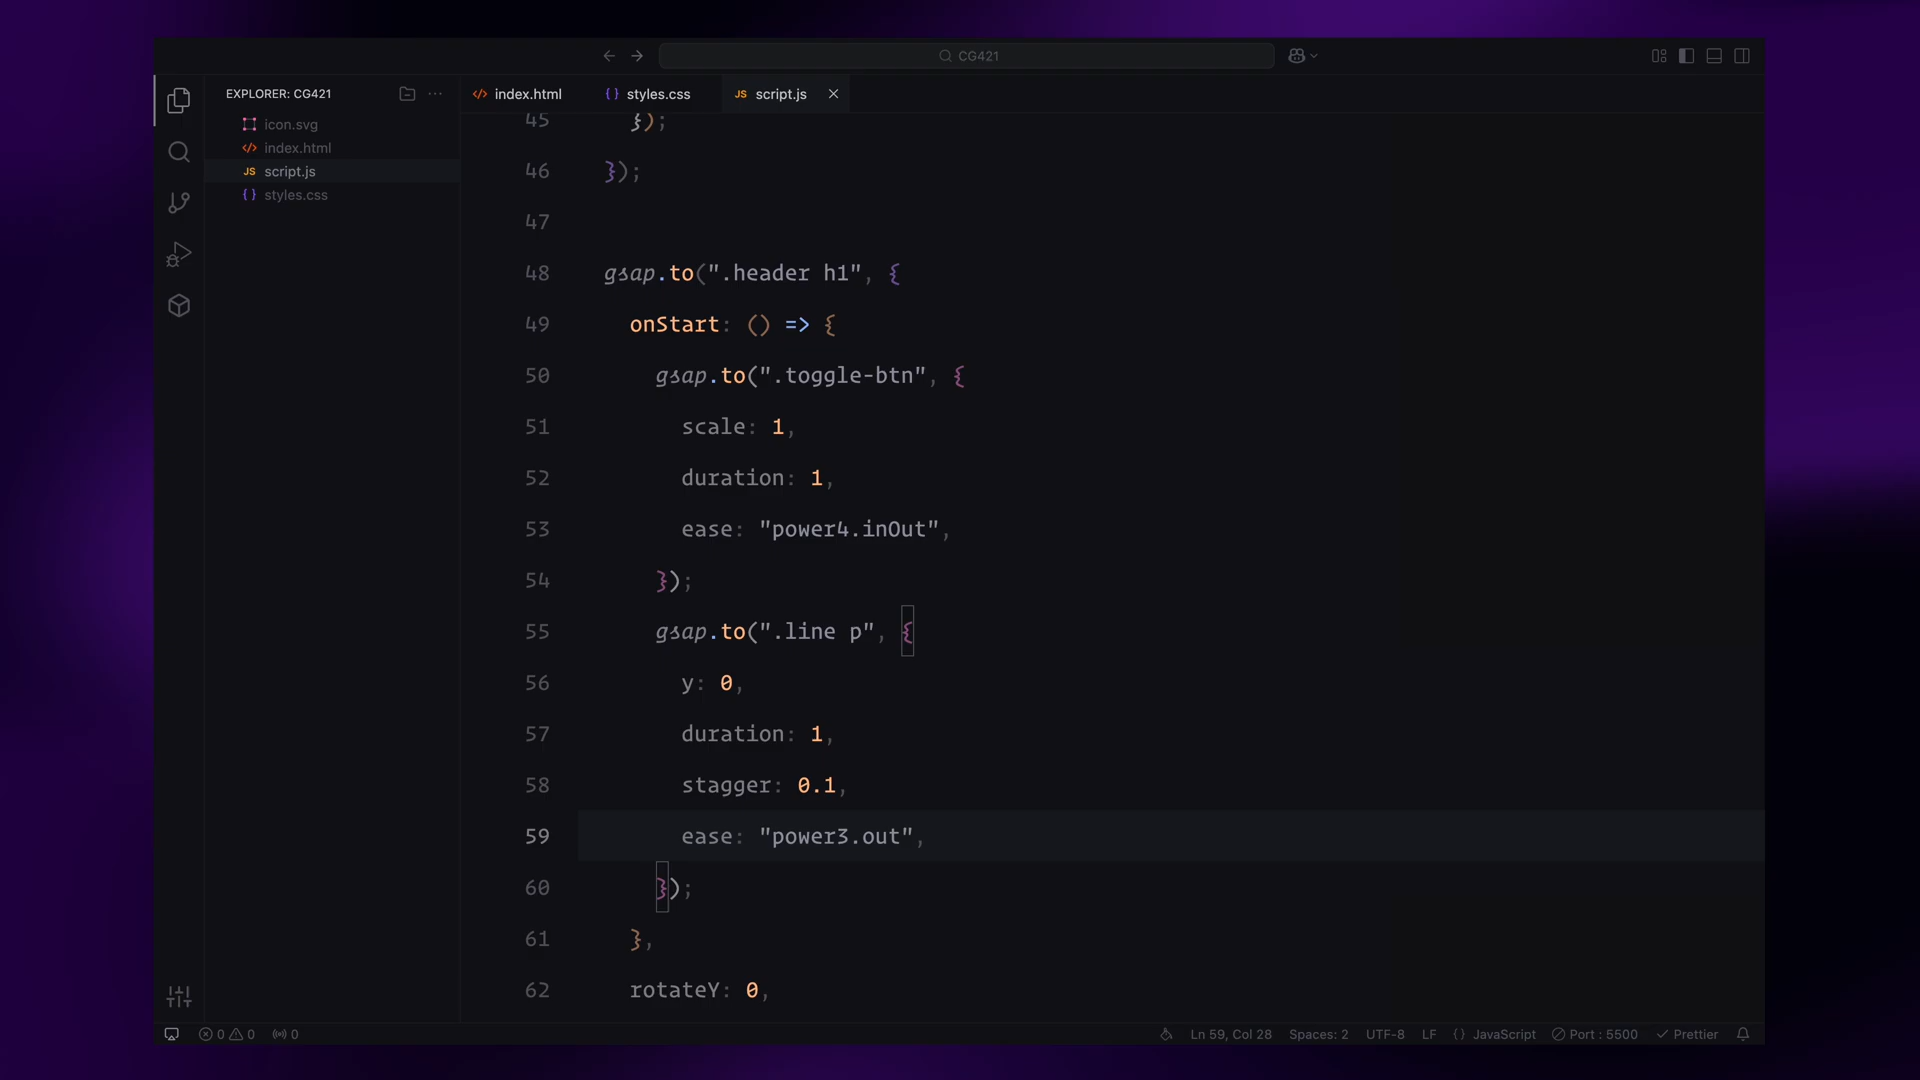 CG421
EXPLORER: CG421
icon.svg
index.html
JS script.js
styles.css
index.html
styles.css
JS script.js
45 });
46 });
47
48 gsap.to(".header h1", {
49 onStart: () => {
50 gsap.to(".toggle-btn", {
51 scale: 1,
52 duration: 1,
53 ease: "power4.inOut",
54 });
55 gsap.to(".line p", {
56 y: 0,
57 duration: 1,
58 stagger: 0.1,
59 ease: "power3.out",
60 });
61 },
62 rotateY: 0,
0 0 0 Ln 59, Col 28 Spaces: 2 UTF-8 LF {} JavaScript Port : 5500 Prettier